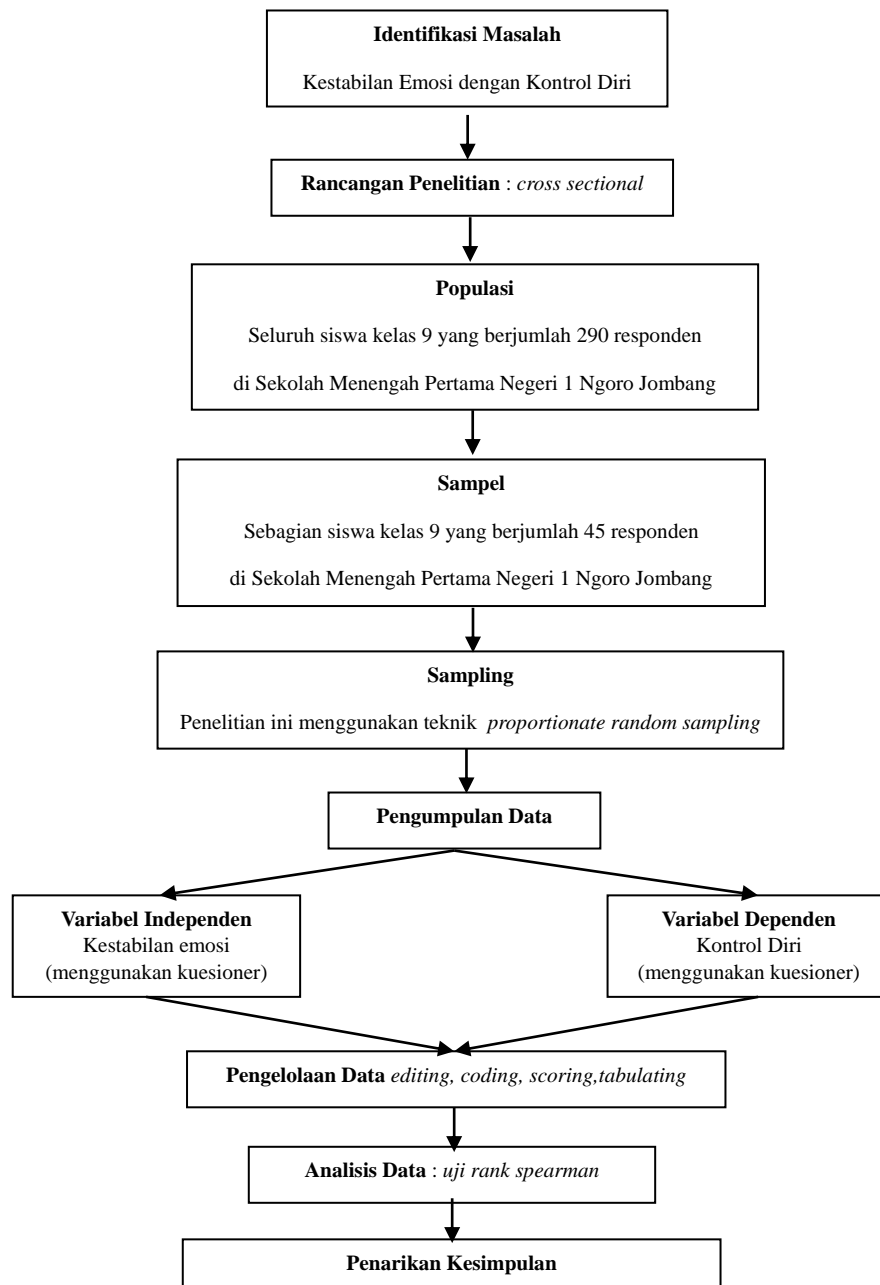 Identifikasi Masalah
Kestabilan Emosi dengan Kontrol Diri
Rancangan Penelitian : cross sectional
Populasi
Seluruh siswa kelas 9 yang berjumlah 290 responden
di Sekolah Menengah Pertama Negeri 1 Ngoro Jombang
Sampel
Sebagian siswa kelas 9 yang berjumlah 45 responden
di Sekolah Menengah Pertama Negeri 1 Ngoro Jombang
Sampling
Penelitian ini menggunakan teknik proportionate random sampling
Pengumpulan Data
Variabel Independen
Kestabilan emosi
(menggunakan kuesioner)
Variabel Dependen
Kontrol Diri
(menggunakan kuesioner)
Pengelolaan Data editing, coding, scoring,tabulating
Analisis Data : uji rank spearman
Penarikan Kesimpulan